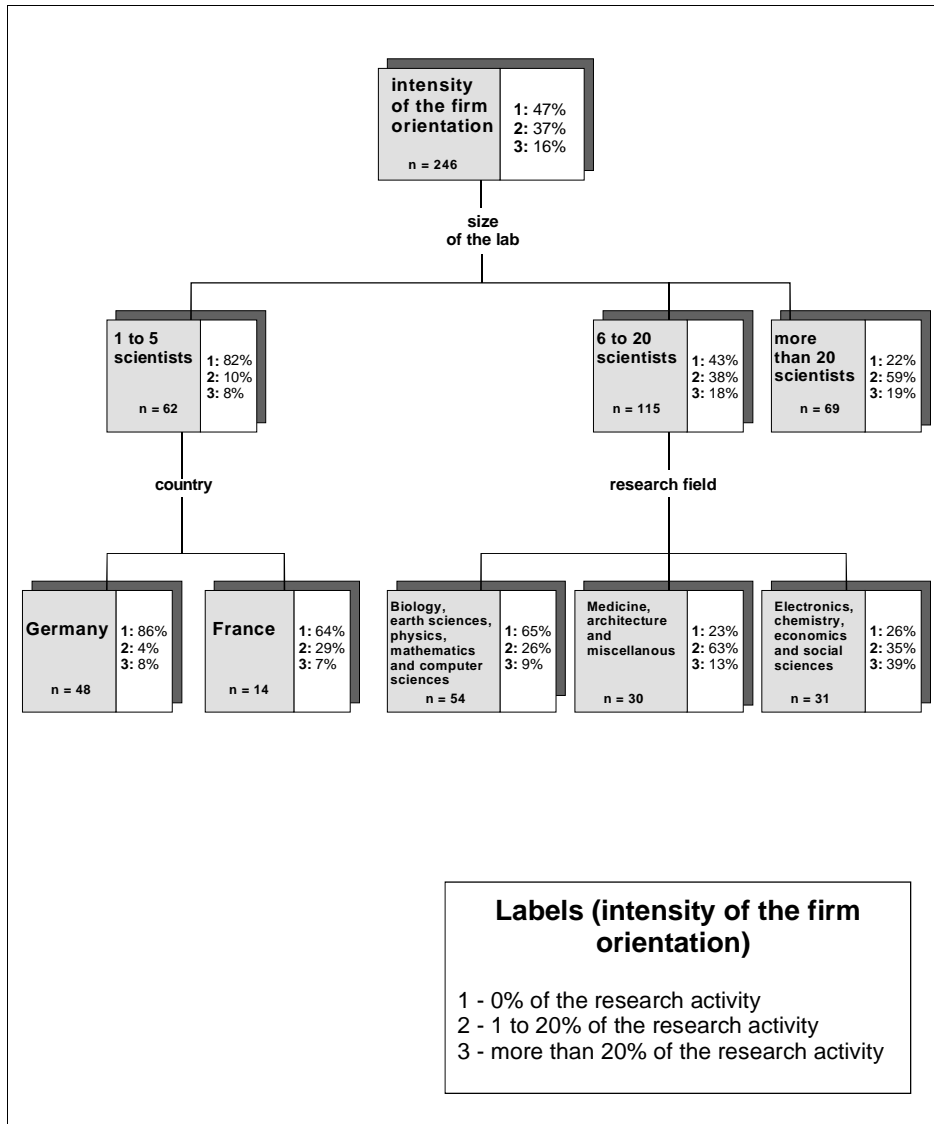 intensity
of the firm
orientation
n = 246
1: 47%
2: 37%
3: 16%
size
of the lab
1 to 5
scientists
n = 62
1: 82%
2: 10%
3: 8%
6 to 20
scientists
n = 115
1: 43%
2: 38%
3: 18%
more
than 20
scientists
n = 69
1: 22%
2: 59%
3: 19%
country
research field
Germany
n = 48
1: 86%
2: 4%
3: 8%
France
n = 14
1: 64%
2: 29%
3: 7%
Biology,
earth sciences,
physics,
mathematics
and computer
sciences
n = 54
1: 65%
2: 26%
3: 9%
Medicine,
architecture
and
miscellanous
n = 30
1: 23%
2: 63%
3: 13%
Electronics,
chemistry,
economics
and social
sciences
n = 31
1: 26%
2: 35%
3: 39%
Labels (intensity of the firm
orientation)
1 - 0% of the research activity
2 - 1 to 20% of the research activity
3 - more than 20% of the research activity